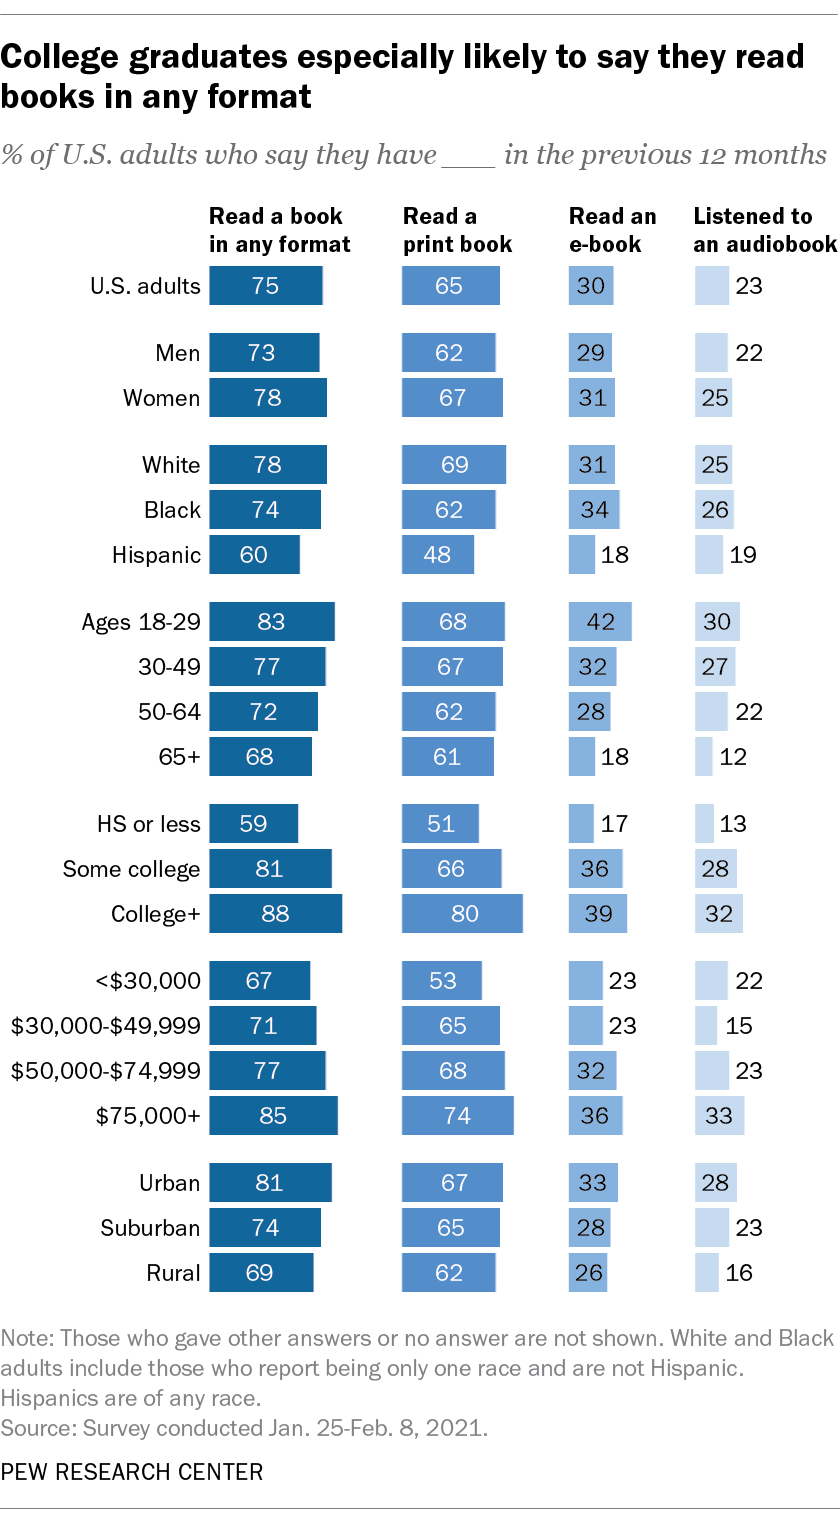 College graduates especially likely to say they read
books in any format
% of U.S. adults who say they have ___ in the previous 12 months
Read a book in any format Read a print book Read an e-book Listened to an audiobook
U.S. adults 75 65 30 23
Men 73 62 29 22
Women 78 67 31 25
White 78 69 31 25
Black 74 62 34 26
Hispanic 60 48 18 19
Ages 18-29 83 68 42 30
30-49 77 67 32 27
50-64 72 62 28 22
65+ 68 61 18 12
HS or less 59 51 17 13
Some college 81 66 36 28
College+ 88 80 39 32
<$30,000 67 53 23 22
$30,000-$49,999 71 65 23 15
$50,000-$74,999 77 68 32 23
$75,000+ 85 74 36 33
Urban 81 67 33 28
Suburban 74 65 28 23
Rural 69 62 26 16
Note: Those who gave other answers or no answer are not shown. White and Black
adults include those who report being only one race and are not Hispanic.
Hispanics are of any race.
Source: Survey conducted Jan. 25-Feb. 8, 2021.
PEW RESEARCH CENTER